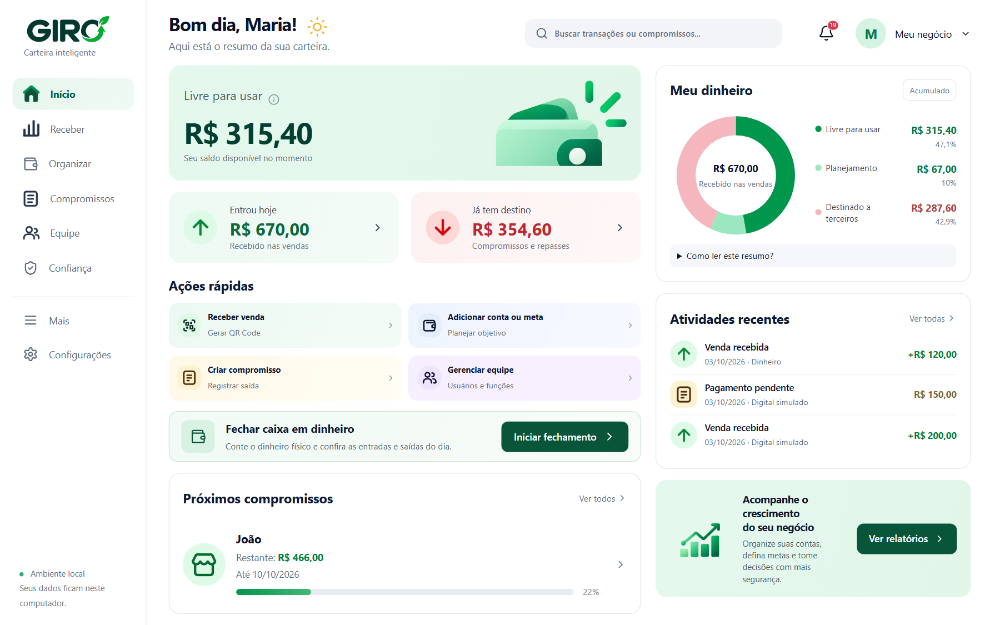 GIRO
Carteira inteligente
Início
Receber
Organizar
Compromissos
Equipe
Confiança
Mais
Configurações
Ambiente local
Seus dados ficam neste
computador.
Bom dia, Maria!
Aqui está o resumo da sua carteira.
Buscar transações ou compromissos...
19
M
Meu negócio
Livre para usar
R$ 315,40
Seu saldo disponível no momento
Entrou hoje
R$ 670,00
Recebido nas vendas
Já tem destino
R$ 354,60
Compromissos e repasses
Ações rápidas
Receber venda
Gerar QR Code
Adicionar conta ou meta
Planejar objetivo
Criar compromisso
Registrar saída
Gerenciar equipe
Usuários e funções
Fechar caixa em dinheiro
Conte o dinheiro físico e confira as entradas e saídas do dia.
Iniciar fechamento
Próximos compromissos
Ver todos
João
Restante: R$ 466,00
Até 10/10/2026
22%
Meu dinheiro
Acumulado
R$ 670,00
Recebido nas vendas
Livre para usar
R$ 315,40
47,1%
Planejamento
R$ 67,00
10%
Destinado a
terceiros
R$ 287,60
42,9%
Como ler este resumo?
Atividades recentes
Ver todas
Venda recebida
03/10/2026 · Dinheiro
+R$ 120,00
Pagamento pendente
03/10/2026 · Digital simulado
R$ 150,00
Venda recebida
03/10/2026 · Digital simulado
+R$ 200,00
Acompanhe o
crescimento
do seu negócio
Organize suas contas,
defina metas e tome
decisões com mais
segurança.
Ver relatórios